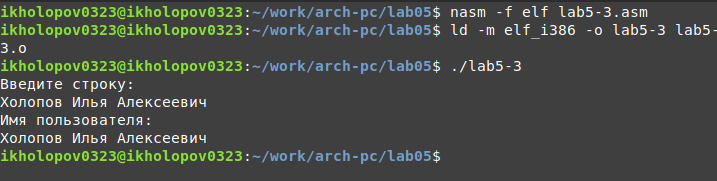 ikholopov0323@ikholopov0323:~/work/arch-pc/lab05$ nasm -f elf lab5-3.asm
ikholopov0323@ikholopov0323:~/work/arch-pc/lab05$ ld -m elf_i386 -o lab5-3 lab5-
3.o
ikholopov0323@ikholopov0323:~/work/arch-pc/lab05$ ./lab5-3
Введите строку:
Холопов Илья Алексеевич
Имя пользователя:
Холопов Илья Алексеевич
ikholopov0323@ikholopov0323:~/work/arch-pc/lab05$